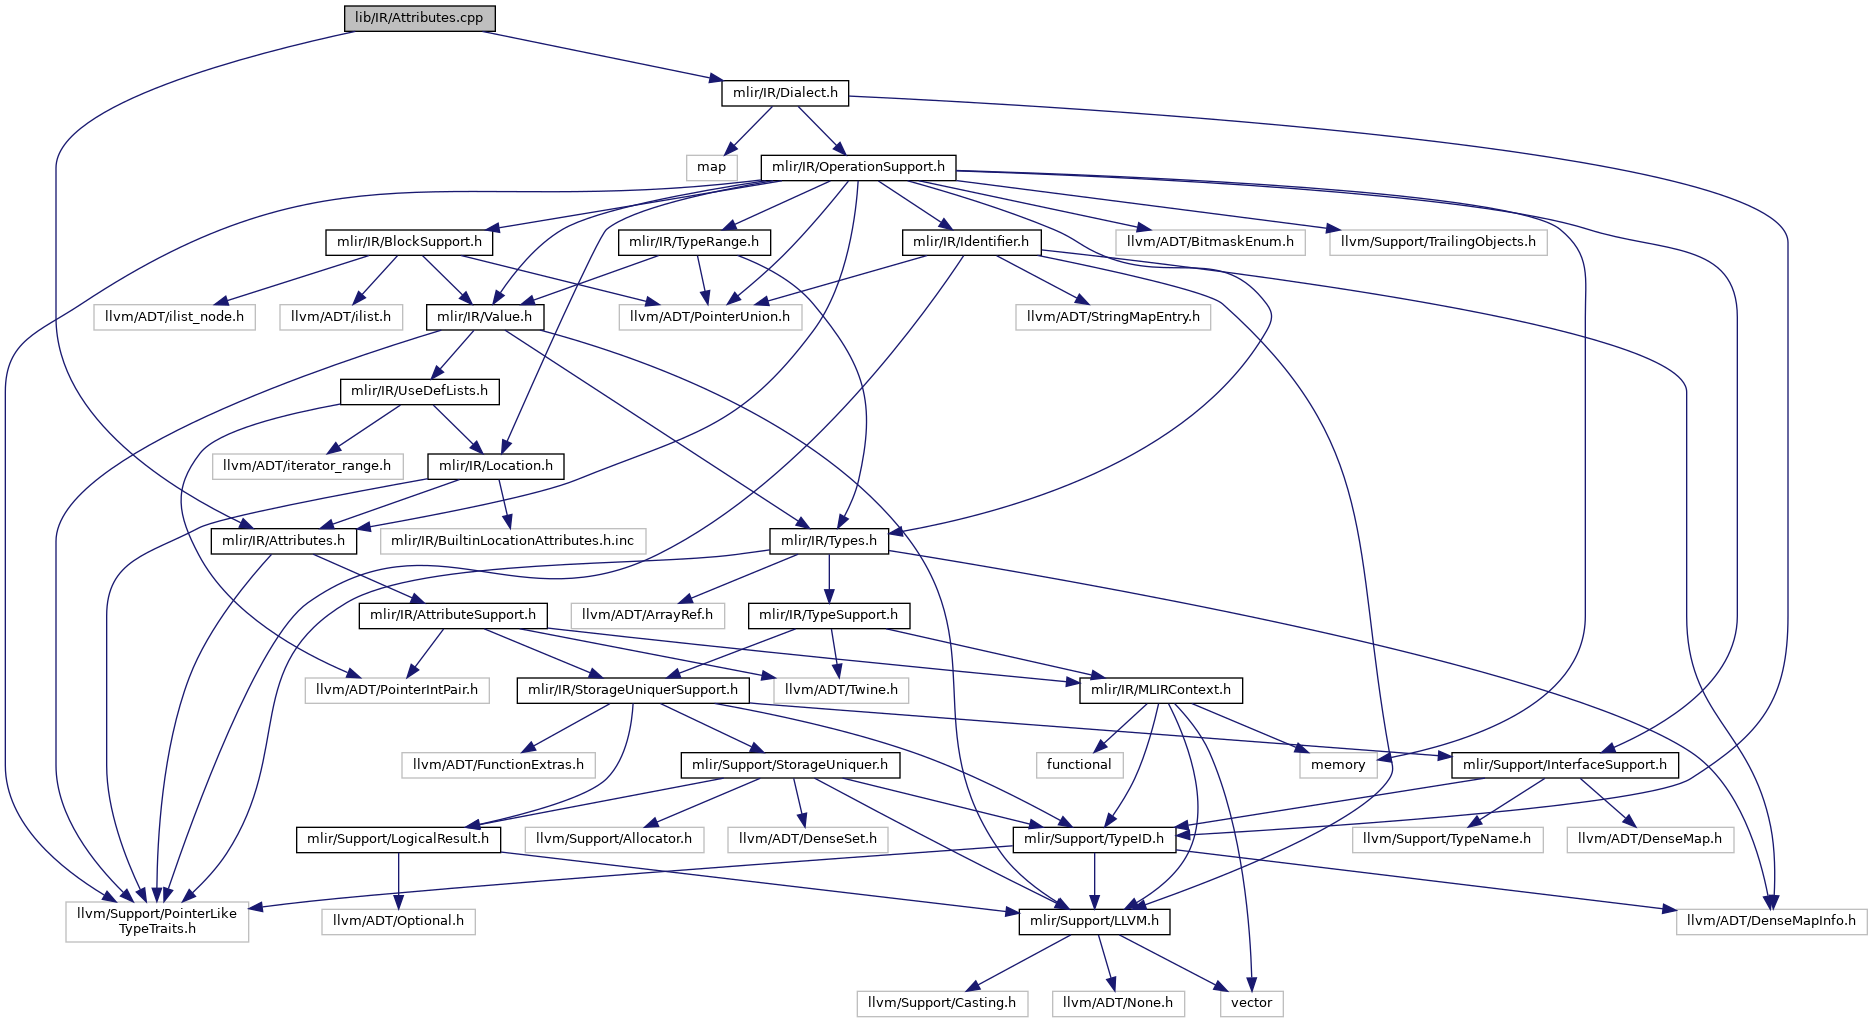 lib/IR/Attributes.cpp
mlir/IR/Dialect.h
map
mlir/IR/OperationSupport.h
mlir/IR/BlockSupport.h
mlir/IR/TypeRange.h
mlir/IR/Identifier.h
llvm/ADT/BitmaskEnum.h
llvm/Support/TrailingObjects.h
llvm/ADT/ilist_node.h
llvm/ADT/ilist.h
mlir/IR/Value.h
llvm/ADT/PointerUnion.h
llvm/ADT/StringMapEntry.h
mlir/IR/UseDefLists.h
llvm/ADT/iterator_range.h
mlir/IR/Location.h
mlir/IR/Attributes.h
mlir/IR/BuiltinLocationAttributes.h.inc
mlir/IR/Types.h
mlir/IR/AttributeSupport.h
llvm/ADT/ArrayRef.h
mlir/IR/TypeSupport.h
llvm/ADT/PointerIntPair.h
mlir/IR/StorageUniquerSupport.h
llvm/ADT/Twine.h
mlir/IR/MLIRContext.h
llvm/ADT/FunctionExtras.h
mlir/Support/StorageUniquer.h
functional
memory
mlir/Support/InterfaceSupport.h
mlir/Support/LogicalResult.h
llvm/Support/Allocator.h
llvm/ADT/DenseSet.h
mlir/Support/TypeID.h
llvm/Support/TypeName.h
llvm/ADT/DenseMap.h
llvm/Support/PointerLike
TypeTraits.h
llvm/ADT/Optional.h
mlir/Support/LLVM.h
llvm/ADT/DenseMapInfo.h
llvm/Support/Casting.h
llvm/ADT/None.h
vector